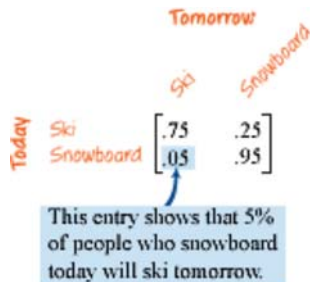 Tomorrow
Ski Snowboard
Today
Ski .75 .25
Snowboard .05 .95
This entry shows that 5%
of people who snowboard
today will ski tomorrow.